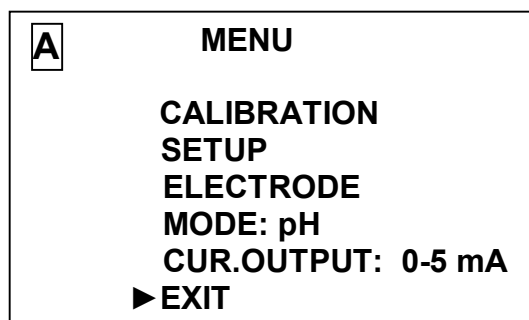 A MENU
CALIBRATION
SETUP
ELECTRODE
MODE: pH
CUR.OUTPUT: 0-5 mA
►EXIT